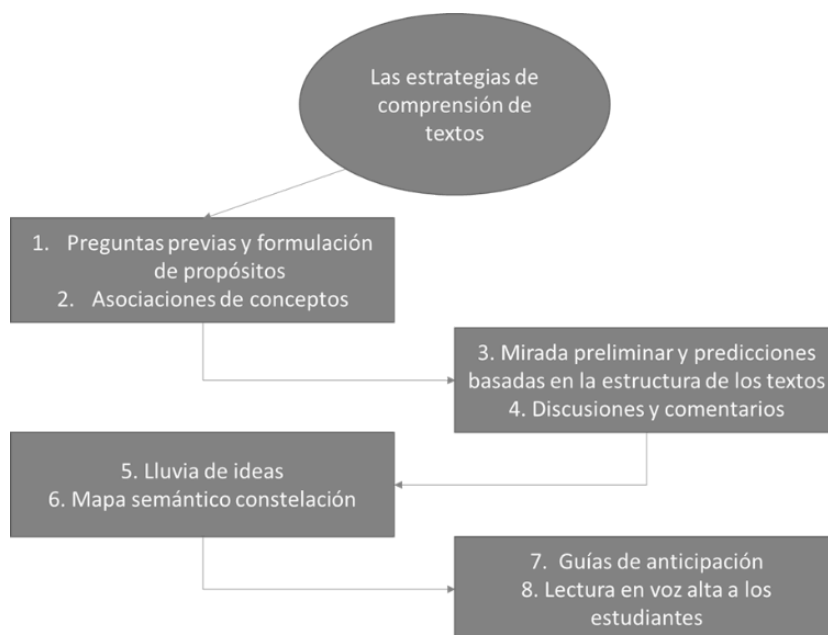 Las estrategias de
comprensión de
textos
1. Preguntas previas y formulación
de propósitos
2. Asociaciones de conceptos
3. Mirada preliminar y predicciones
basadas en la estructura de los textos
4. Discusiones y comentarios
5. Lluvia de ideas
6. Mapa semántico constelación
7. Guías de anticipación
8. Lectura en voz alta a los
estudiantes